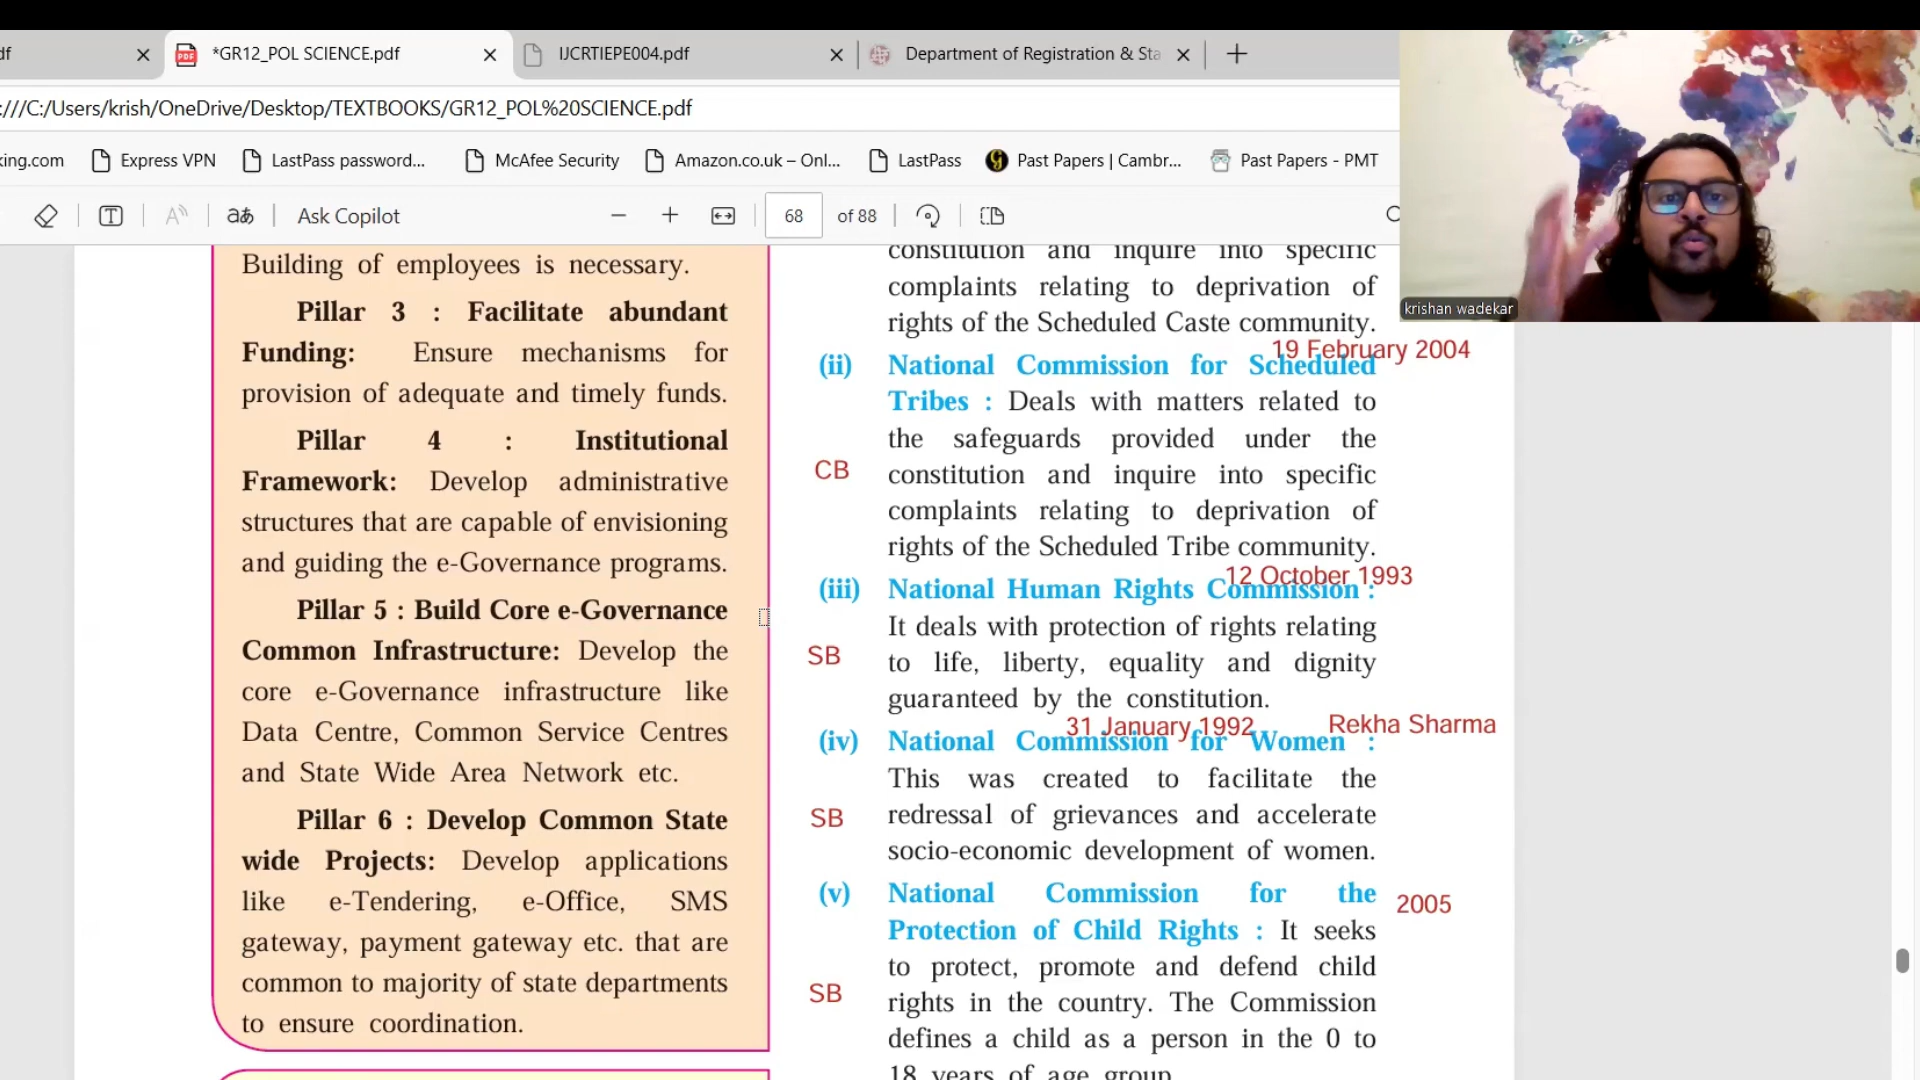 df
*GR12_POL SCIENCE.pdf
IJCRTIEPE004.pdf
Department of Registration & Sta
:///C:/Users/krish/OneDrive/Desktop/TEXTBOOKS/GR12_POL%20SCIENCE.pdf
king.com
Express VPN
LastPass password...
McAfee Security
Amazon.co.uk – Onl...
LastPass
Past Papers | Cambr...
Past Papers - PMT
Ask Copilot
68 of 88
krishan wadekar
Building of employees is necessary.
Pillar 3 : Facilitate abundant
Funding: Ensure mechanisms for
provision of adequate and timely funds.
Pillar 4 : Institutional
Framework: Develop administrative
structures that are capable of envisioning
and guiding the e-Governance programs.
Pillar 5 : Build Core e-Governance
Common Infrastructure: Develop the
core e-Governance infrastructure like
Data Centre, Common Service Centres
and State Wide Area Network etc.
Pillar 6 : Develop Common State
wide Projects: Develop applications
like e-Tendering, e-Office, SMS
gateway, payment gateway etc. that are
common to majority of state departments
to ensure coordination.
constitution and inquire into specific
complaints relating to deprivation of
rights of the Scheduled Caste community.
19 February 2004
(ii) National Commission for Scheduled
Tribes : Deals with matters related to
the safeguards provided under the
CB
constitution and inquire into specific
complaints relating to deprivation of
rights of the Scheduled Tribe community.
12 October 1993
(iii) National Human Rights Commission :
It deals with protection of rights relating
SB
to life, liberty, equality and dignity
guaranteed by the constitution.
31 January 1992
Rekha Sharma
(iv) National Commission for Women :
This was created to facilitate the
SB
redressal of grievances and accelerate
socio-economic development of women.
(v) National Commission for the
2005
Protection of Child Rights : It seeks
to protect, promote and defend child
SB
rights in the country. The Commission
defines a child as a person in the 0 to
18 years of age group.